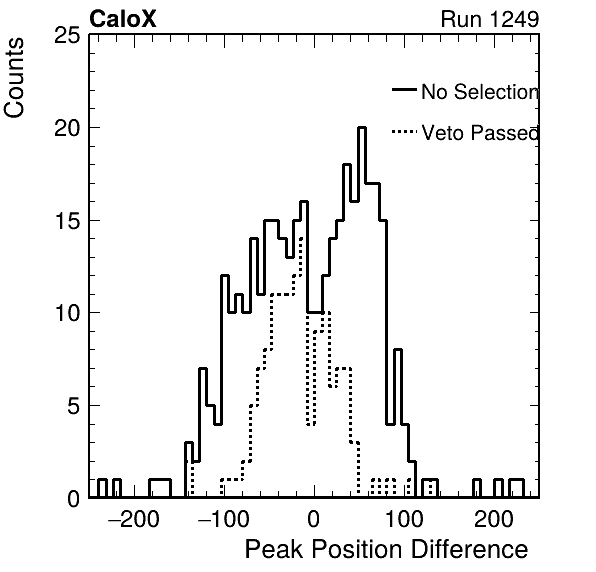 CaloX Run 1249
Counts
25
20
15
10
5
0
No Selection
Veto Passed
−200 −100 0 100 200
Peak Position Difference